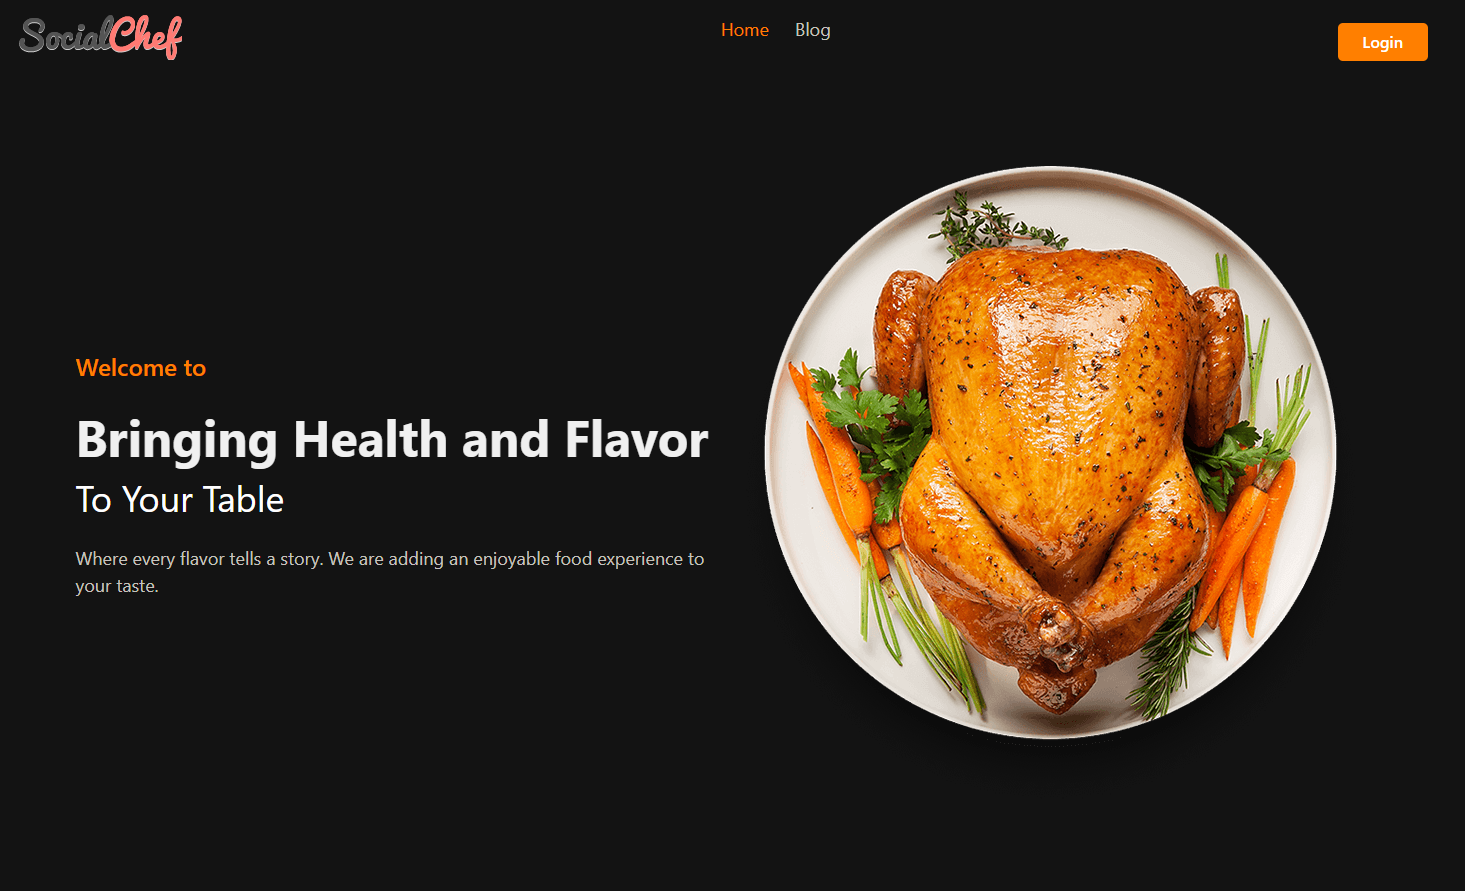 SocialChef
Home
Blog
Login
Welcome to
Bringing Health and Flavor
To Your Table
Where every flavor tells a story. We are adding an enjoyable food experience to
your taste.